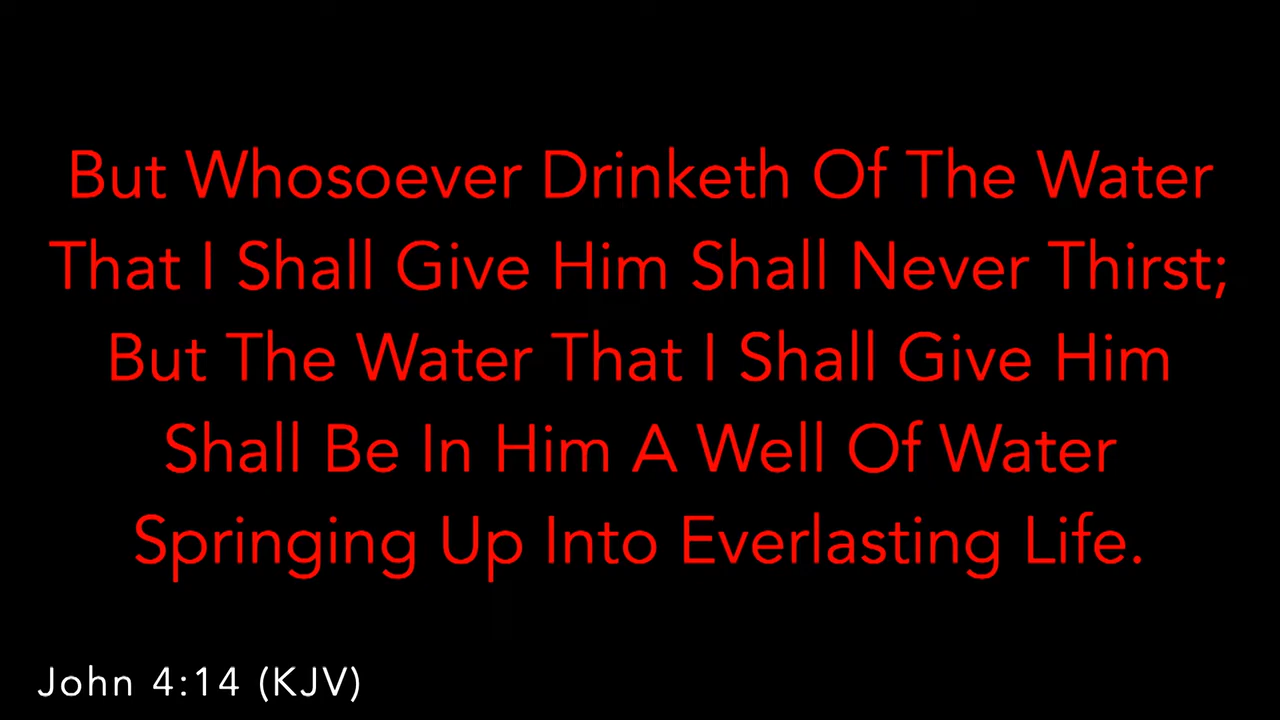 But Whosoever Drinketh Of The Water
That I Shall Give Him Shall Never Thirst;
But The Water That I Shall Give Him
Shall Be In Him A Well Of Water
Springing Up Into Everlasting Life.
John 4:14 (KJV)